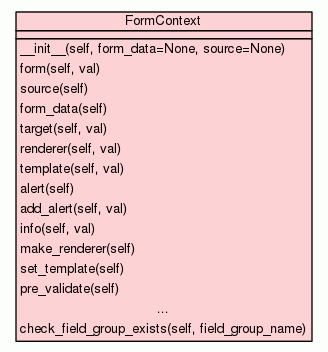 FormContext
__init__(self, form_data=None, source=None)
form(self, val)
source(self)
form_data(self)
target(self, val)
renderer(self, val)
template(self, val)
alert(self)
add_alert(self, val)
info(self, val)
make_renderer(self)
set_template(self)
pre_validate(self)
...
check_field_group_exists(self, field_group_name)